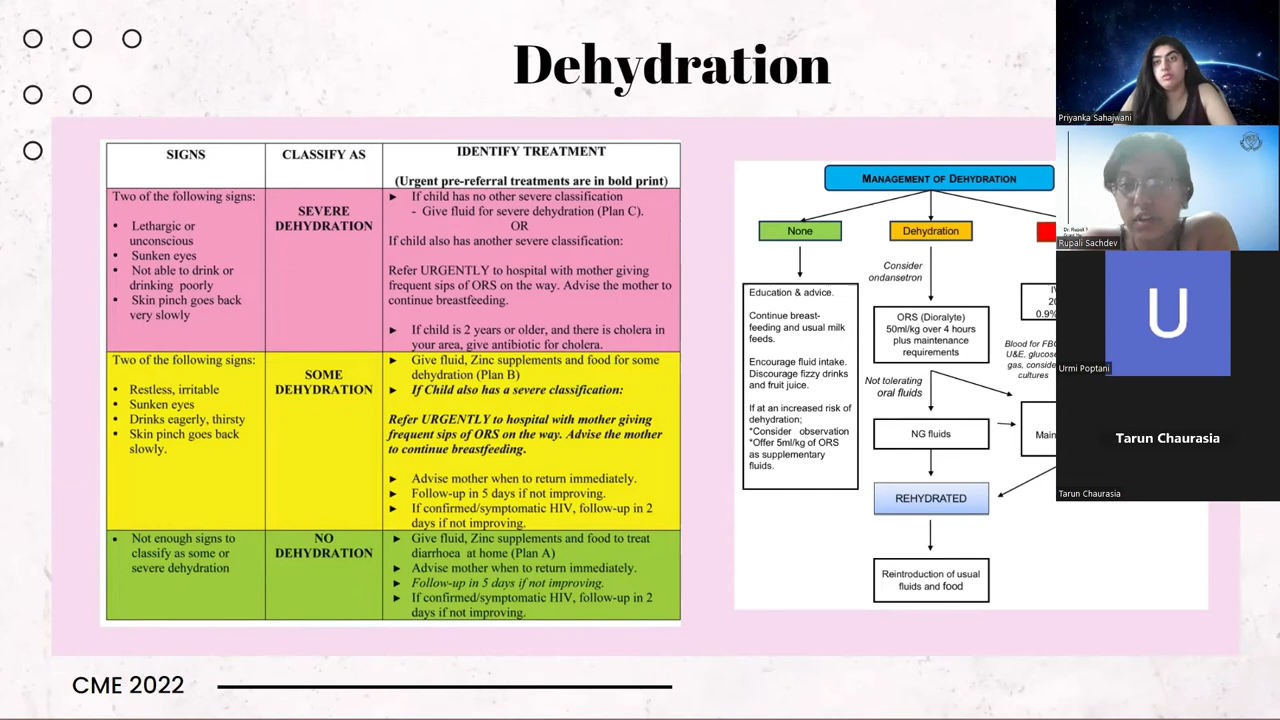 Dehydration
SIGNS
CLASSIFY AS
IDENTIFY TREATMENT
(Urgent pre-referral treatments are in bold print)
Two of the following signs:
• Lethargic or
unconscious
• Sunken eyes
• Not able to drink or
drinking poorly
• Skin pinch goes back
very slowly
SEVERE
DEHYDRATION
► If child has no other severe classification
- Give fluid for severe dehydration (Plan C).
OR
If child also has another severe classification:
Refer URGENTLY to hospital with mother giving
frequent sips of ORS on the way. Advise the mother to
continue breastfeeding.
► If child is 2 years or older, and there is cholera in
your area, give antibiotic for cholera.
Two of the following signs:
• Restless, irritable
• Sunken eyes
• Drinks eagerly, thirsty
• Skin pinch goes back
slowly.
SOME
DEHYDRATION
► Give fluid, Zinc supplements and food for some
dehydration (Plan B)
► If Child also has a severe classification:
Refer URGENTLY to hospital with mother giving
frequent sips of ORS on the way. Advise the mother
to continue breastfeeding.
► Advise mother when to return immediately.
► Follow-up in 5 days if not improving.
► If confirmed/symptomatic HIV, follow-up in 2
days if not improving.
• Not enough signs to
classify as some or
severe dehydration
NO
DEHYDRATION
► Give fluid, Zinc supplements and food to treat
diarrhoea at home (Plan A)
► Advise mother when to return immediately.
► Follow-up in 5 days if not improving.
► If confirmed/symptomatic HIV, follow-up in 2
days if not improving.
MANAGEMENT OF DEHYDRATION
None
Dehydration
Consider
ondansetron
Education & advice.
Continue breast-
feeding and usual milk
feeds.
Encourage fluid intake.
Discourage fizzy drinks
and fruit juice.
If at an increased risk of
dehydration;
*Consider observation
*Offer 5ml/kg of ORS
as supplementary
fluids.
ORS (Dioralyte)
50ml/kg over 4 hours
plus maintenance
requirements
Not tolerating
oral fluids
NG fluids
REHYDRATED
Reintroduction of usual
fluids and food
0.9%
Blood for
U&E,
gas,
cultures
CME 2022
Priyanka Sahajwani
Rupali Sachdev
U
Urmi Poptani
Tarun Chaurasia
Tarun Chaurasia